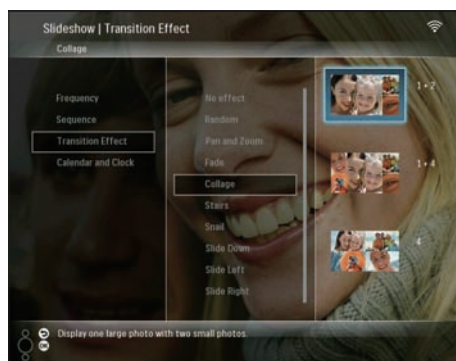 Slideshow | Transition Effect
Collage
Frequency
Sequence
Transition Effect
Calendar and Clock
No effect
Random
Pan and Zoom
Fade
Collage
Stairs
Snail
Slide Down
Slide Left
Slide Right
1 + 2
1 + 4
4
Display one large photo with two small photos.
OK